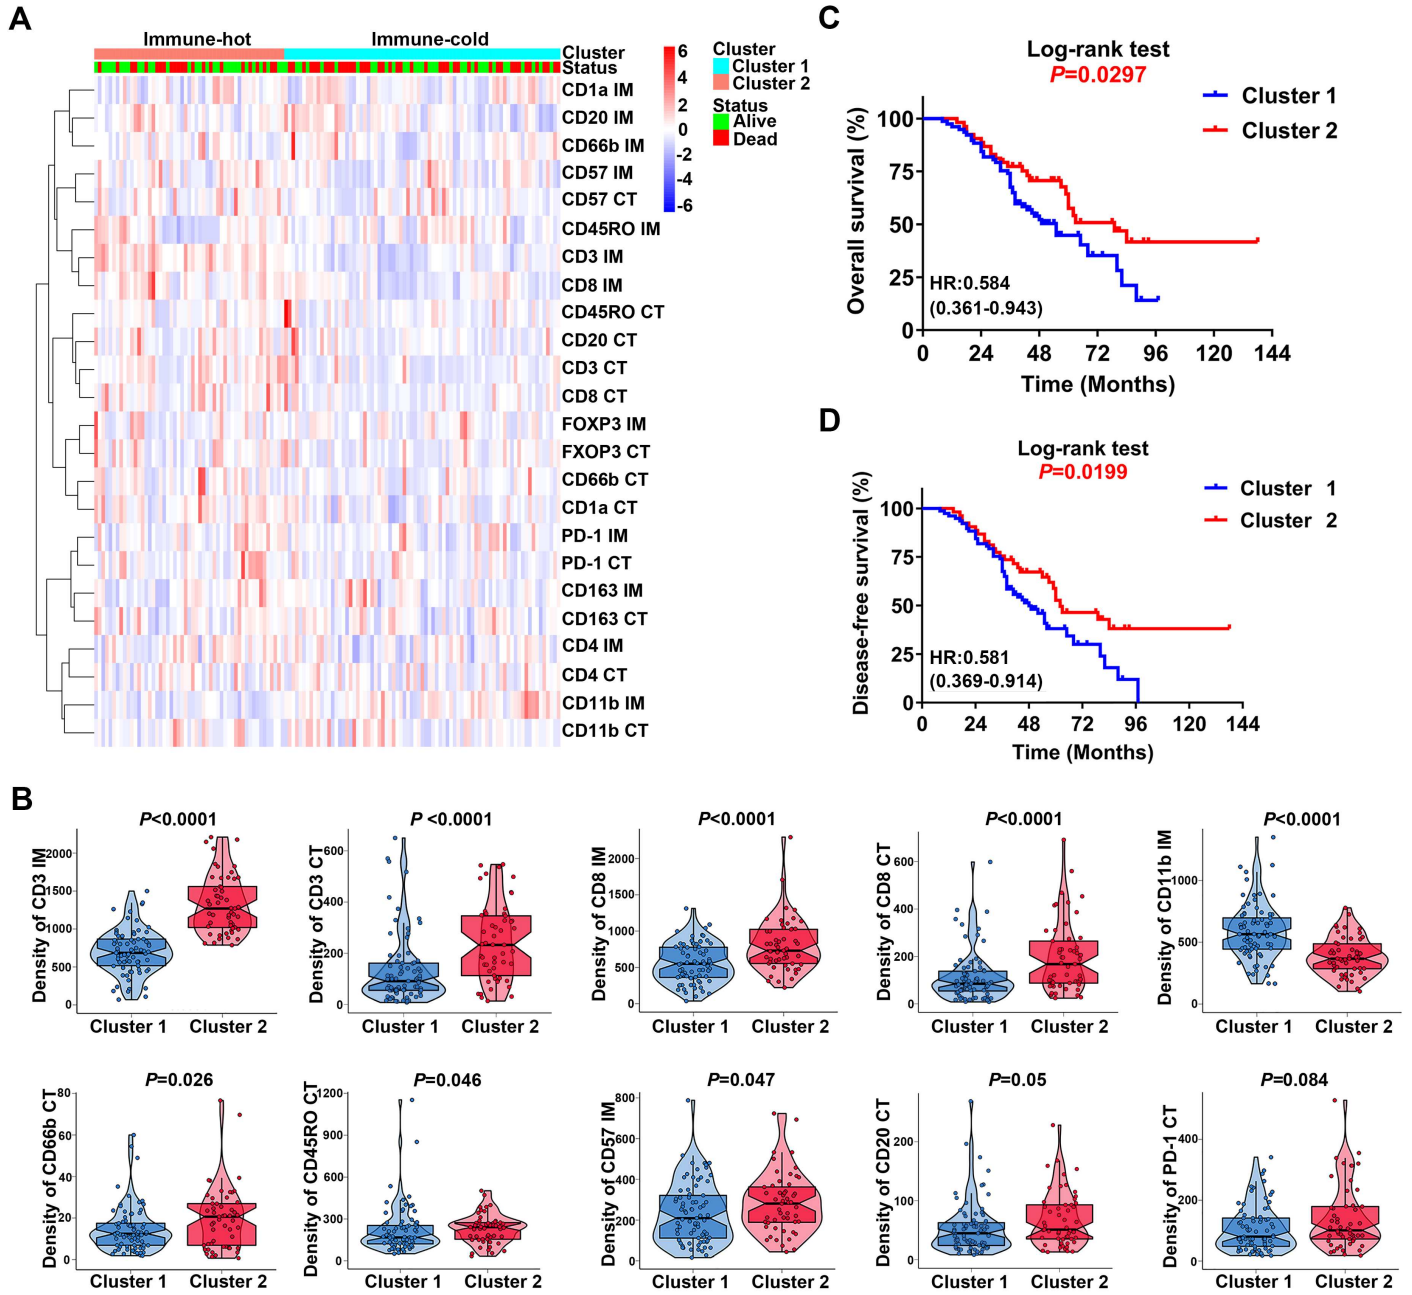 A
Immune-hot
Immune-cold
Cluster
Status
CD1a IM
CD20 IM
CD66b IM
CD57 IM
CD57 CT
CD45RO IM
CD3 IM
CD8 IM
CD45RO CT
CD20 CT
CD3 CT
CD8 CT
FOXP3 IM
FXOP3 CT
CD66b CT
CD1a CT
PD-1 IM
PD-1 CT
CD163 IM
CD163 CT
CD4 IM
CD4 CT
CD11b IM
CD11b CT
6
4
2
0
-2
-4
-6
Cluster
Cluster 1
Cluster 2
Status
Alive
Dead
C
Log-rank test
P=0.0297
Cluster 1
Cluster 2
Overall survival (%)
100
75
50
25
0
HR:0.584
(0.361-0.943)
0 24 48 72 96 120 144
Time (Months)
D
Log-rank test
P=0.0199
Cluster 1
Cluster 2
Disease-free survival (%)
100
75
50
25
0
HR:0.581
(0.369-0.914)
0 24 48 72 96 120 144
Time (Months)
B
P<0.0001
Density of CD3 IM
2000
1500
1000
500
0
Cluster 1 Cluster 2
P <0.0001
Density of CD3 CT
600
400
200
0
Cluster 1 Cluster 2
P<0.0001
Density of CD8 IM
2000
1500
1000
500
0
Cluster 1 Cluster 2
P<0.0001
Density of CD8 CT
600
400
200
0
Cluster 1 Cluster 2
P<0.0001
Density of CD11b IM
1000
500
0
Cluster 1 Cluster 2
P=0.026
Density of CD66b CT
80
60
40
20
0
Cluster 1 Cluster 2
P=0.046
Density of CD45RO CT
1200
900
600
300
0
Cluster 1 Cluster 2
P=0.047
Density of CD57 IM
800
600
400
200
0
Cluster 1 Cluster 2
P=0.05
Density of CD20 CT
200
100
0
Cluster 1 Cluster 2
P=0.084
Density of PD-1 CT
400
200
0
Cluster 1 Cluster 2